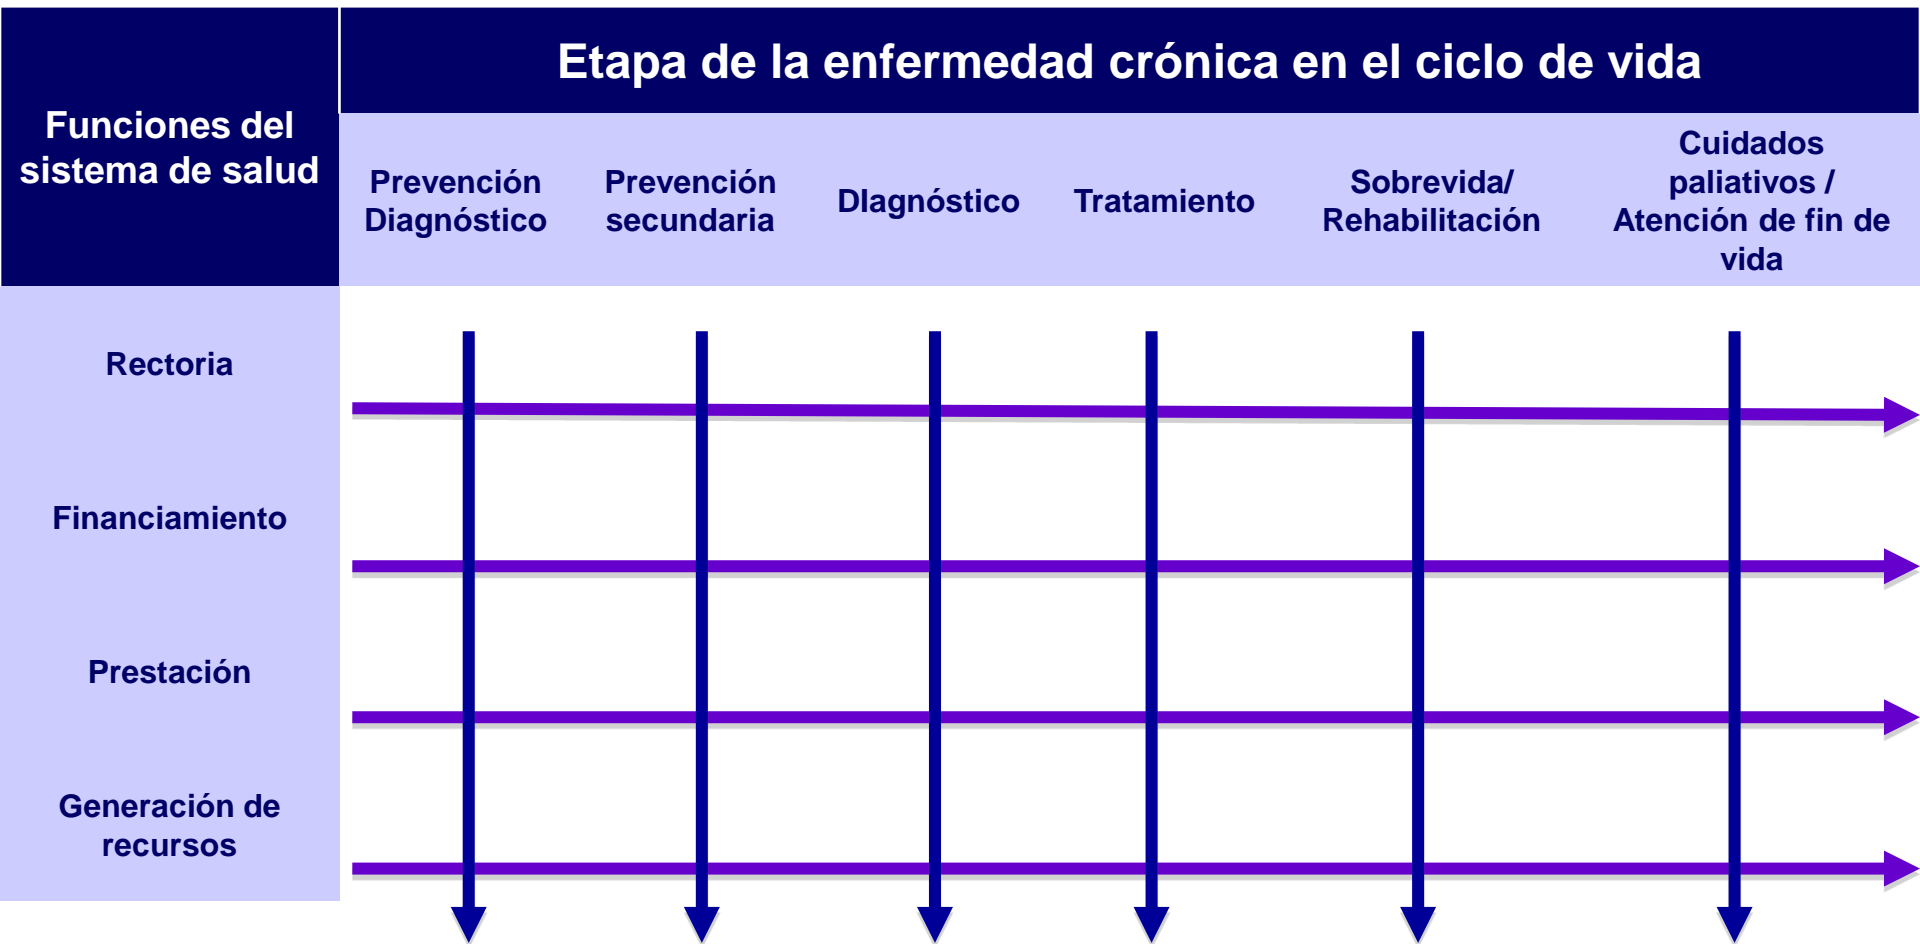 Etapa de la enfermedad crónica en el ciclo de vida
Funciones del
sistema de salud
Prevención
Diagnóstico
Prevención
secundaria
DIagnóstico
Tratamiento
Sobrevida/
Rehabilitación
Cuidados
paliativos /
Atención de fin de
vida
Rectoria
Financiamiento
Prestación
Generación de
recursos